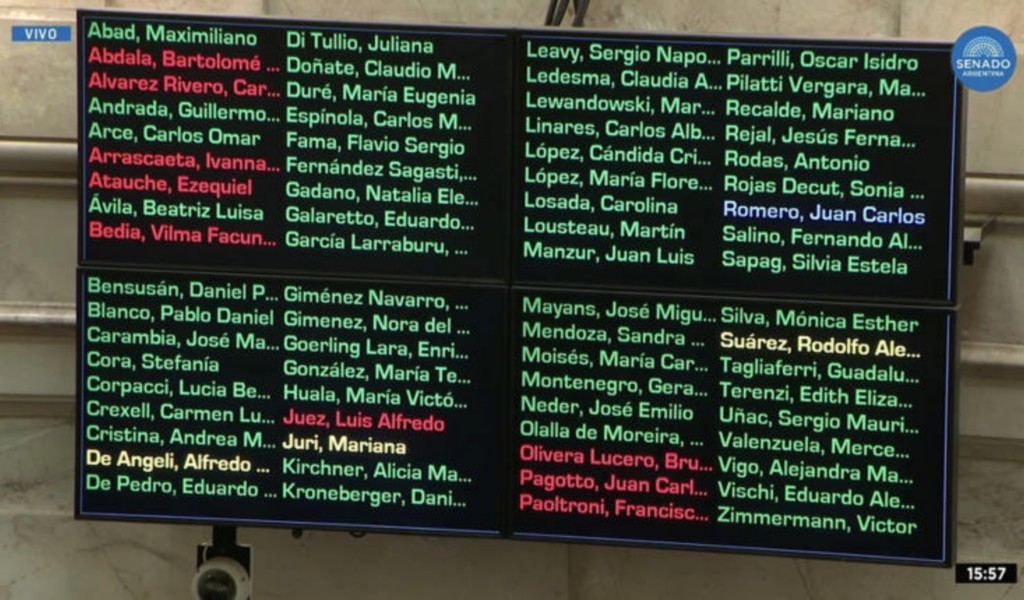 VIVO
SENADO
ARGENTINA
Abad, Maximiliano
Abdala, Bartolomé ...
Alvarez Rivero, Car...
Andrada, Guillermo...
Arce, Carlos Omar
Arrascaeta, Ivanna...
Atauche, Ezequiel
Ávila, Beatriz Luisa
Bedia, Vilma Facun...
Bensusán, Daniel P...
Blanco, Pablo Daniel
Carambia, José Ma...
Cora, Stefanía
Corpacci, Lucia Be...
Crexell, Carmen Lu...
Cristina, Andrea M...
De Angeli, Alfredo ...
De Pedro, Eduardo ...
Di Tullio, Juliana
Doñate, Claudio M...
Duré, María Eugenia
Espínola, Carlos M...
Fama, Flavio Sergio
Fernández Sagasti,...
Gadano, Natalia Ele...
Galaretto, Eduardo...
García Larraburu, ...
Giménez Navarro, ...
Gimenez, Nora del ...
Goerling Lara, Enri...
González, María Te...
Huala, María Victó...
Juez, Luis Alfredo
Juri, Mariana
Kirchner, Alicia Ma...
Kroneberger, Dani...
Leavy, Sergio Napo...
Ledesma, Claudia A...
Lewandowski, Mar...
Linares, Carlos Alb...
López, Cándida Cri...
López, María Flore...
Losada, Carolina
Lousteau, Martín
Manzur, Juan Luis
Mayans, José Migu...
Mendoza, Sandra ...
Moisés, María Car...
Montenegro, Gera...
Neder, José Emilio
Olalla de Moreira, ...
Olivera Lucero, Bru...
Pagotto, Juan Carl...
Paoltroni, Francisc...
Parrilli, Oscar Isidro
Pilatti Vergara, Ma...
Recalde, Mariano
Rejal, Jesús Ferna...
Rodas, Antonio
Rojas Decut, Sonia ...
Romero, Juan Carlos
Salino, Fernando Al...
Sapag, Silvia Estela
Silva, Mónica Esther
Suárez, Rodolfo Ale...
Tagliaferri, Guadalu...
Terenzi, Edith Eliza...
Uñac, Sergio Mauri...
Valenzuela, Merce...
Vigo, Alejandra Ma...
Vischi, Eduardo Ale...
Zimmermann, Victor
15:57